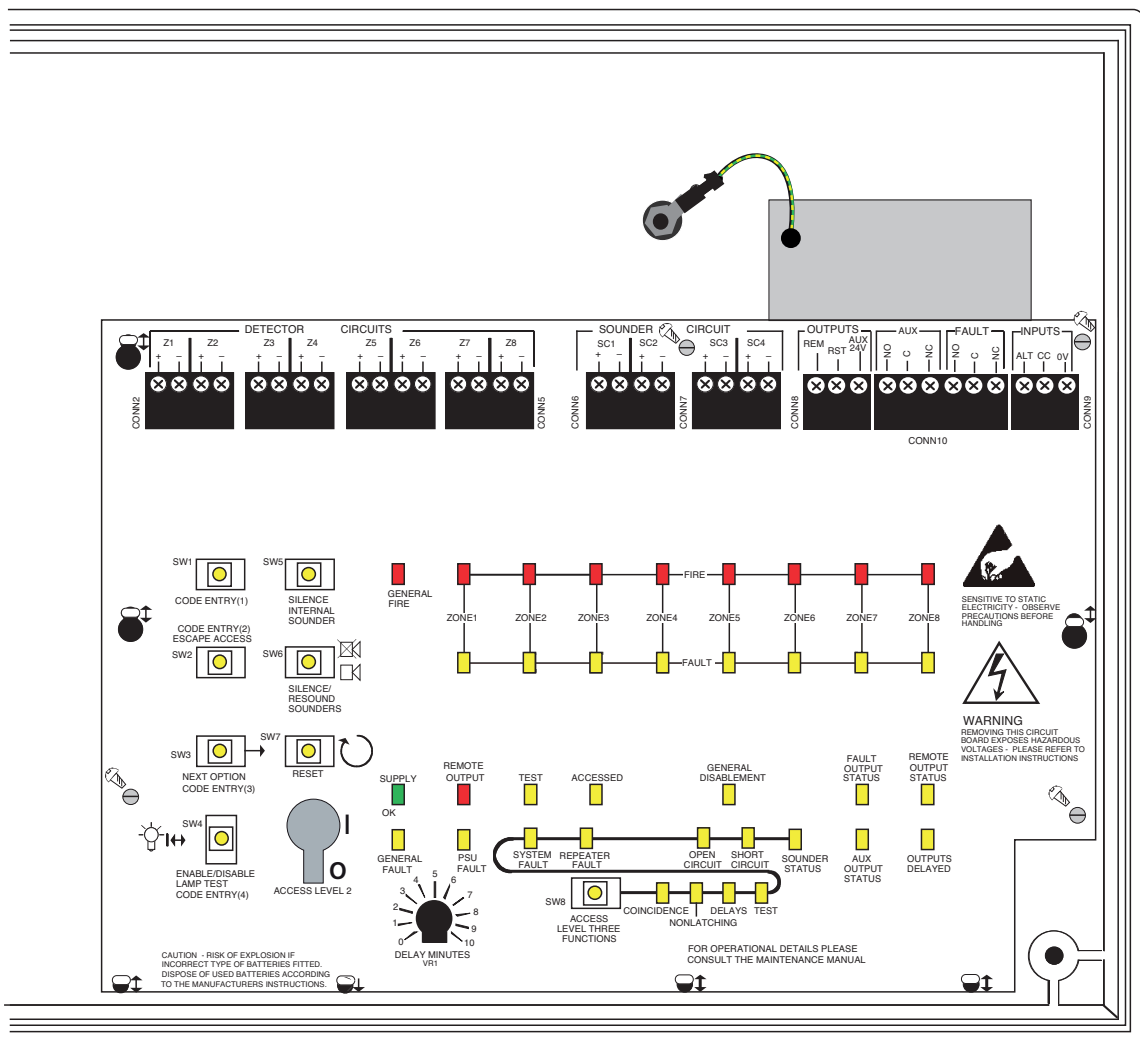 DETECTOR CIRCUITS
SOUNDER CIRCUIT
OUTPUTS
AUX
FAULT
INPUTS
Z1 Z2 Z3 Z4 Z5 Z6 Z7 Z8
+ – + – + – + – + – + – + – + –
SC1 SC2 SC3 SC4
+ – + – + – + –
REM RST AUX
24V
NO C NC
NO C NC
ALT CC 0V
CONN2
CONN5
CONN6
CONN7
CONN8
CONN9
CONN10
SW1
CODE ENTRY(1)
SW5
SILENCE
INTERNAL
SOUNDER
GENERAL
FIRE
FIRE
ZONE1 ZONE2 ZONE3 ZONE4 ZONE5 ZONE6 ZONE7 ZONE8
FAULT
SENSITIVE TO STATIC
ELECTRICITY - OBSERVE
PRECAUTIONS BEFORE
HANDLING
CODE ENTRY(2)
ESCAPE ACCESS
SW2
SW6
SILENCE/
RESOUND
SOUNDERS
WARNING
REMOVING THIS CIRCUIT
BOARD EXPOSES HAZARDOUS
VOLTAGES - PLEASE REFER TO
INSTALLATION INSTRUCTIONS
SW3
NEXT OPTION
CODE ENTRY(3)
SW7
RESET
SUPPLY
OK
REMOTE
OUTPUT
TEST
ACCESSED
GENERAL
DISABLEMENT
FAULT
OUTPUT
STATUS
REMOTE
OUTPUT
STATUS
SW4
ENABLE/DISABLE
LAMP TEST
CODE ENTRY(4)
I
O
ACCESS LEVEL 2
GENERAL
FAULT
PSU
FAULT
SYSTEM
FAULT
REPEATER
FAULT
OPEN
CIRCUIT
SHORT
CIRCUIT
SOUNDER
STATUS
AUX
OUTPUT
STATUS
OUTPUTS
DELAYED
0 1 2 3 4 5 6 7 8 9 10
DELAY MINUTES
VR1
SW8
ACCESS
LEVEL THREE
FUNCTIONS
COINCIDENCE
NONLATCHING
DELAYS
TEST
CAUTION - RISK OF EXPLOSION IF
INCORRECT TYPE OF BATTERIES FITTED.
DISPOSE OF USED BATTERIES ACCORDING
TO THE MANUFACTURERS INSTRUCTIONS.
FOR OPERATIONAL DETAILS PLEASE
CONSULT THE MAINTENANCE MANUAL